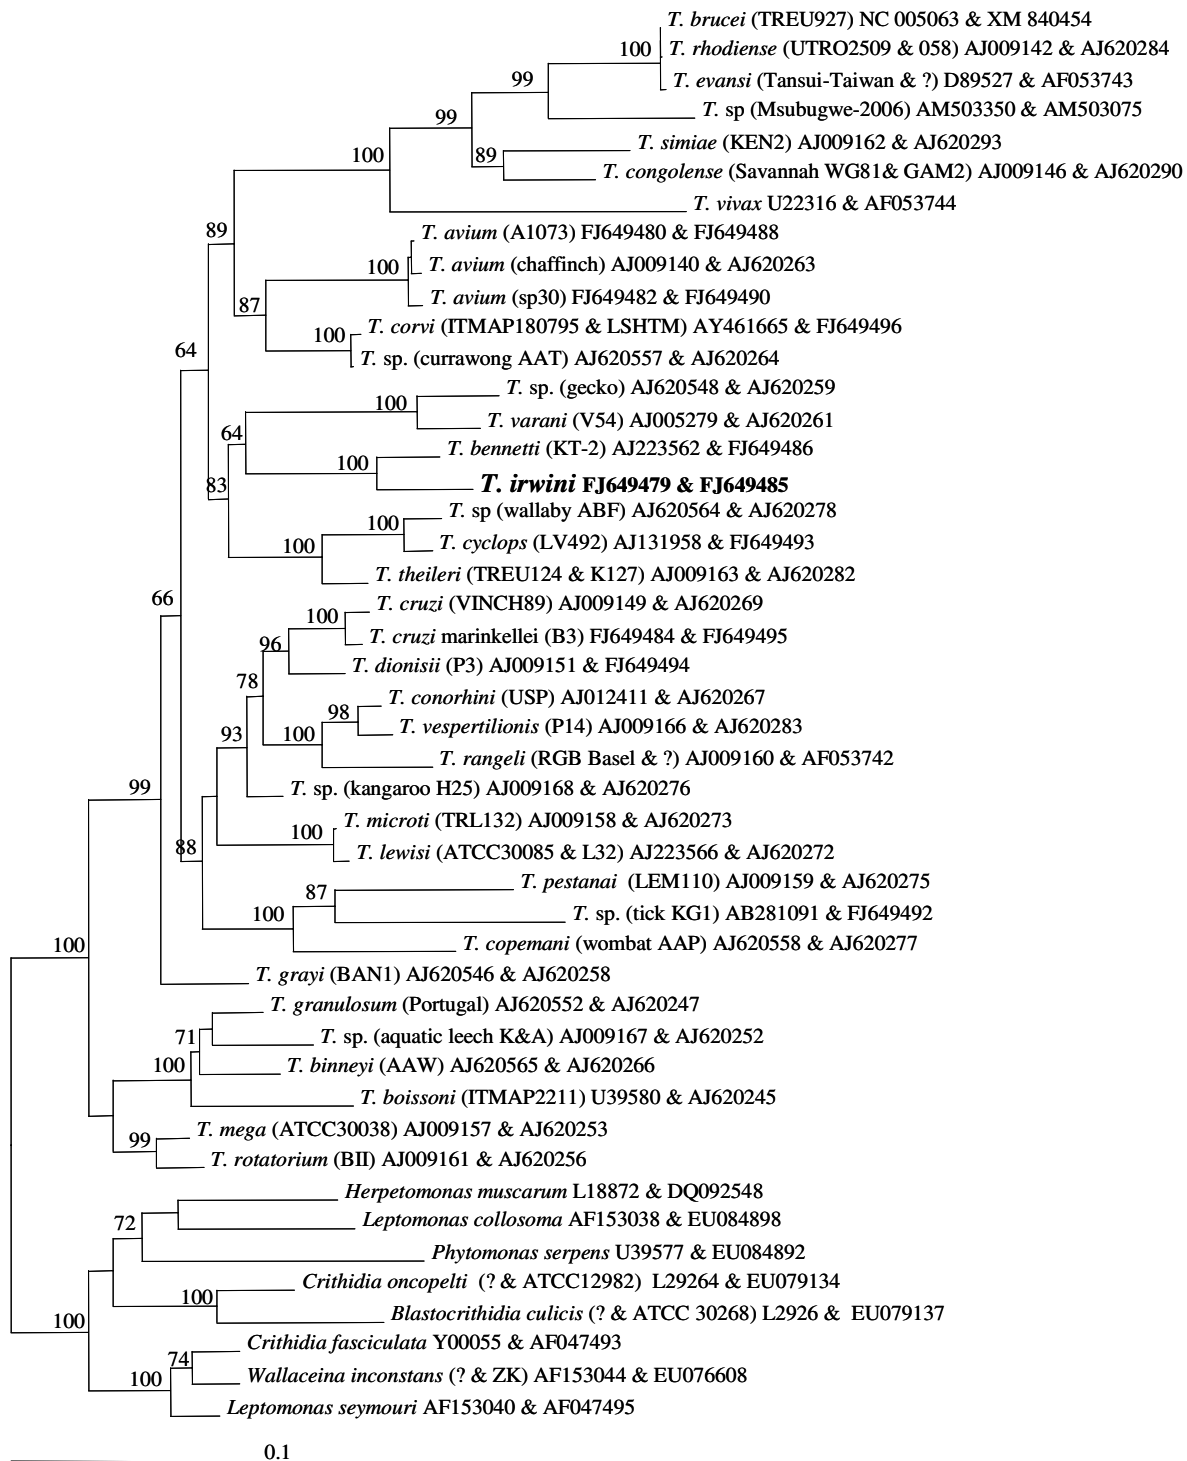 T. brucei (TREU927) NC 005063 & XM 840454
100
T. rhodiense (UTRO2509 & 058) AJ009142 & AJ620284
99
T. evansi (Tansui-Taiwan & ?) D89527 & AF053743
T. sp (Msubugwe-2006) AM503350 & AM503075
99
T. simiae (KEN2) AJ009162 & AJ620293
100
89
T. congolense (Savannah WG81& GAM2) AJ009146 & AJ620290
T. vivax U22316 & AF053744
89
T. avium (A1073) FJ649480 & FJ649488
100
T. avium (chaffinch) AJ009140 & AJ620263
T. avium (sp30) FJ649482 & FJ649490
87
T. corvi (ITMAP180795 & LSHTM) AY461665 & FJ649496
100
T. sp. (currawong AAT) AJ620557 & AJ620264
64
T. sp. (gecko) AJ620548 & AJ620259
100
T. varani (V54) AJ005279 & AJ620261
64
T. bennetti (KT-2) AJ223562 & FJ649486
100
T. irwini FJ649479 & FJ649485
83
T. sp (wallaby ABF) AJ620564 & AJ620278
100
T. cyclops (LV492) AJ131958 & FJ649493
100
T. theileri (TREU124 & K127) AJ009163 & AJ620282
66
T. cruzi (VINCH89) AJ009149 & AJ620269
100
T. cruzi marinkellei (B3) FJ649484 & FJ649495
96
T. dionisii (P3) AJ009151 & FJ649494
78
T. conorhini (USP) AJ012411 & AJ620267
98
T. vespertilionis (P14) AJ009166 & AJ620283
93
100
T. rangeli (RGB Basel & ?) AJ009160 & AF053742
99
T. sp. (kangaroo H25) AJ009168 & AJ620276
T. microti (TRL132) AJ009158 & AJ620273
100
88
T. lewisi (ATCC30085 & L32) AJ223566 & AJ620272
T. pestanai (LEM110) AJ009159 & AJ620275
87
100
T. sp. (tick KG1) AB281091 & FJ649492
100
T. copemani (wombat AAP) AJ620558 & AJ620277
T. grayi (BAN1) AJ620546 & AJ620258
T. granulosum (Portugal) AJ620552 & AJ620247
71
T. sp. (aquatic leech K&A) AJ009167 & AJ620252
100
T. binneyi (AAW) AJ620565 & AJ620266
T. boissoni (ITMAP2211) U39580 & AJ620245
T. mega (ATCC30038) AJ009157 & AJ620253
99
T. rotatorium (BII) AJ009161 & AJ620256
Herpetomonas muscarum L18872 & DQ092548
72
Leptomonas collosoma AF153038 & EU084898
Phytomonas serpens U39577 & EU084892
Crithidia oncopelti (? & ATCC12982) L29264 & EU079134
100
Blastocrithidia culicis (? & ATCC 30268) L2926 & EU079137
100
Crithidia fasciculata Y00055 & AF047493
74
Wallaceina inconstans (? & ZK) AF153044 & EU076608
100
Leptomonas seymouri AF153040 & AF047495
0.1